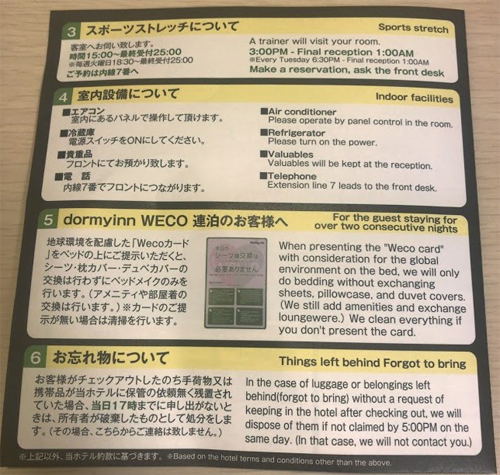 3 スポーツストレッチについて Sports stretch
客室へお伺い致します。
時間15:00~最終受付25:00
※毎週火曜日18:30~最終受付25:00
ご予約は内線7番へ
A trainer will visit your room.
3:00PM - Final reception 1:00AM
※Every Tuesday 6:30PM - Final reception 1:00AM
Make a reservation, ask the front desk
4 室内設備について Indoor facilities
■エアコン
室内にあるパネルで操作して頂けます。
■冷蔵庫
電源スイッチをONにしてください。
■貴重品
フロントにてお預かり致します。
■電 話
内線7番でフロントにつながります。
■Air conditioner
Please operate by panel control in the room.
■Refrigerator
Please turn on the power.
■Valuables
Valuables will be kept at the reception.
■Telephone
Extension line 7 leads to the front desk.
5 dormyinn WECO 連泊のお客様へ
For the guest staying for
over two consecutive nights
地球環境を配慮した「Wecoカード」
をベッドの上にご提示いただくと、
シーツ・枕カバー・デュベカバーの
交換は行わずにベッドメイクのみを
行います。(アメニティや部屋着の
交換は行います。)※カードのご提
示が無い場合は清掃を行います。
シーツ交換は
必要ありません
When presenting the "Weco card"
with consideration for the global
environment on the bed, we will only
do bedding without exchanging
sheets, pillowcase, and duvet covers.
(We still add amenities and exchange
loungewere.) We clean everything if
you don't present the card.
6 お忘れ物について Things left behind Forgot to bring
お客様がチェックアウトしたのち手荷物又は
携帯品が当ホテルに保管の依頼無く残置され
ていた場合、当日17時までに申し出がないと
きは、所有者が破棄したものとして処分をしま
す。(その場合、こちらからご連絡は致しません。)
In the case of luggage or belongings left
behind(forgot to bring) without a request of
keeping in the hotel after checking out, we will
dispose of them if not claimed by 5:00PM on the
same day. (In that case, we will not contact you.)
※上記以外、当ホテル約款に基づきます。※Based on the hotel terms and conditions other than the above.